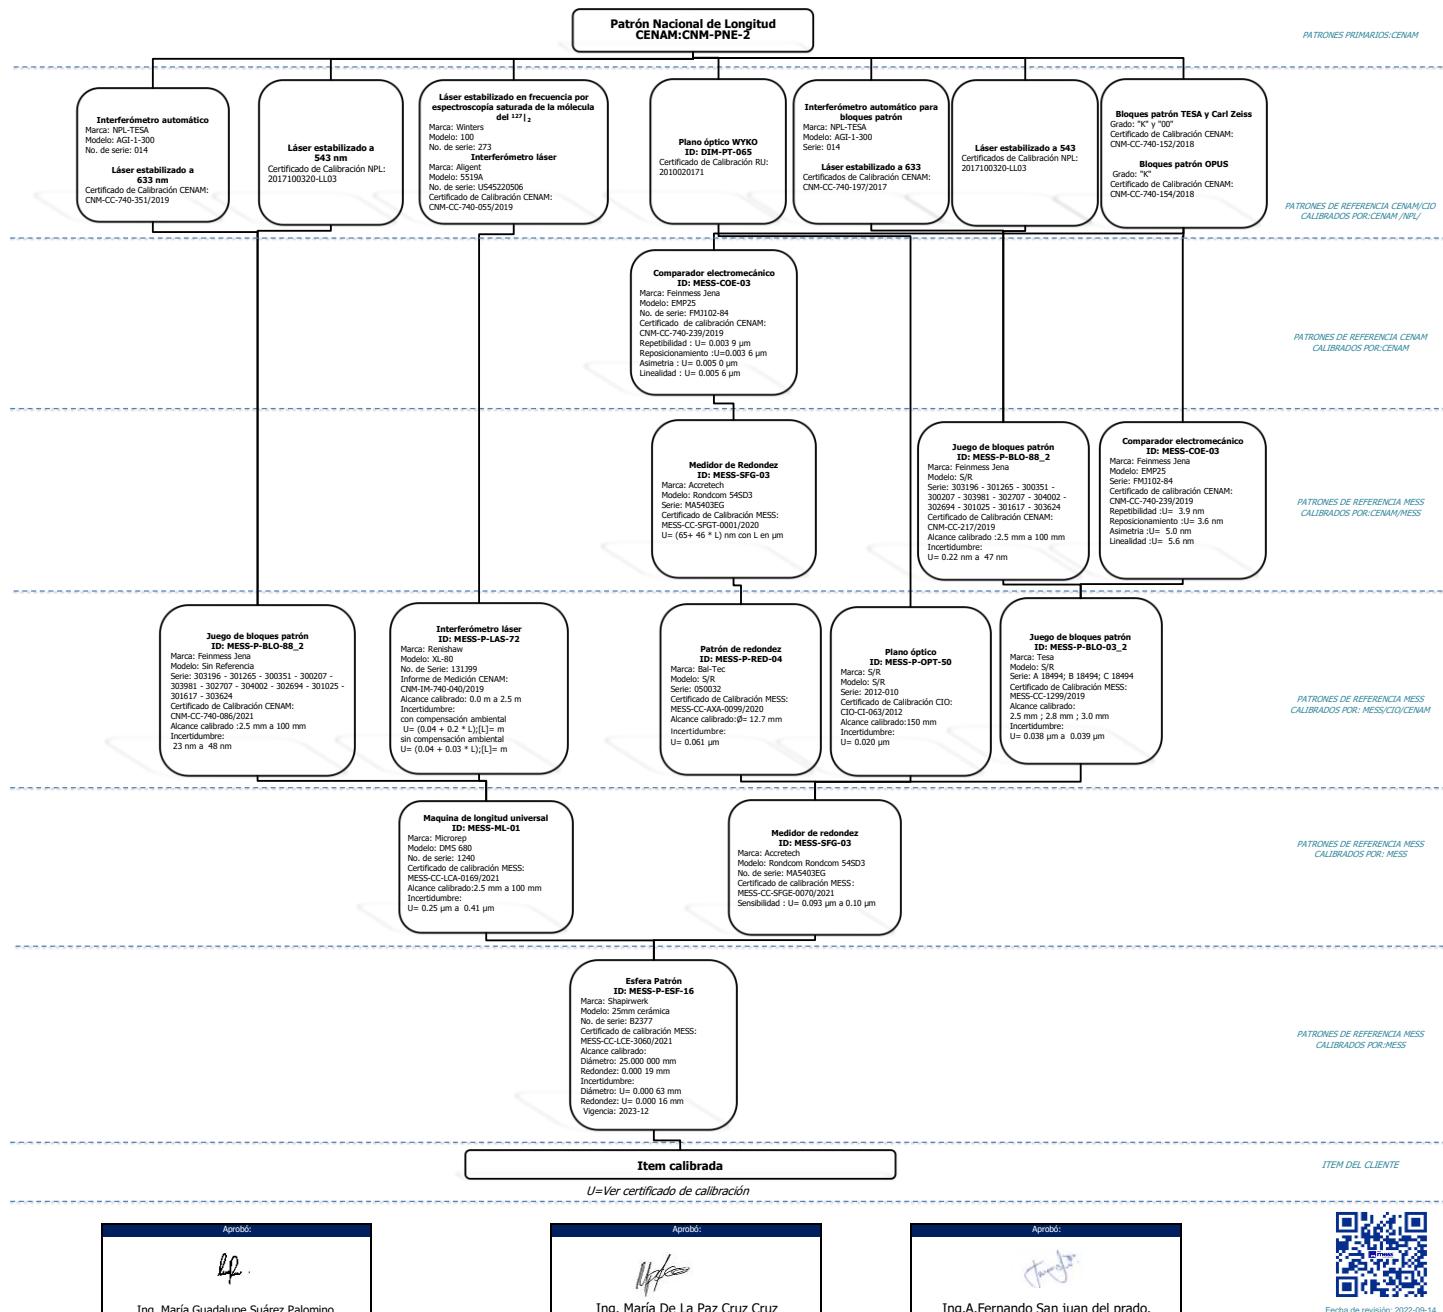 Patrón Nacional de Longitud
CENAM:CNM-PNE-2
PATRONES PRIMARIOS:CENAM
Interferómetro automático
Marca: NPL-TESA
Modelo: AGI-1-300
No. de serie: 014
Láser estabilizado a
633 nm
Certificado de Calibración CENAM:
CNM-CC-740-351/2019
Láser estabilizado a
543 nm
Certificado de Calibración NPL:
2017100320-LL03
Láser estabilizado en frecuencia por
espectroscopía saturada de la mólecula
del ¹²⁷I₂
Marca: Winters
Modelo: 100
No. de serie: 273
Interferómetro láser
Marca: Aligent
Modelo: 5519A
No. de serie: US45220506
Certificado de Calibración CENAM:
CNM-CC-740-055/2019
Plano óptico WYKO
ID: DIM-PT-065
Certificado de Calibración RU:
2010020171
Interferómetro automático para
bloques patrón
Marca: NPL-TESA
Modelo: AGI-1-300
Serie: 014
Láser estabilizado a 633
Certificados de Calibración CENAM:
CNM-CC-740-197/2017
Láser estabilizado a 543
Certificados de Calibración NPL:
2017100320-LL03
Bloques patrón TESA y Carl Zeiss
Grado: "K" y "00"
Certificado de Calibración CENAM:
CNM-CC-740-152/2018
Bloques patrón OPUS
Grado: "K"
Certificado de Calibración CENAM:
CNM-CC-740-154/2018
PATRONES DE REFERENCIA CENAM/CIO
CALIBRADOS POR:CENAM /NPL/
Comparador electromecánico
ID: MESS-COE-03
Marca: Feinmess Jena
Modelo: EMP25
No. de serie: FMJ102-84
Certificado de calibración CENAM:
CNM-CC-740-239/2019
Repetibilidad : U= 0.003 9 µm
Reposicionamiento :U=0.003 6 µm
Asimetria : U= 0.005 0 µm
Linealidad : U= 0.005 6 µm
PATRONES DE REFERENCIA CENAM
CALIBRADOS POR:CENAM
Medidor de Redondez
ID: MESS-SFG-03
Marca: Accretech
Modelo: Rondcom 54SD3
Serie: MA5403EG
Certificado de Calibración MESS:
MESS-CC-SFGT-0001/2020
U= (65+ 46 * L) nm con L en µm
Juego de bloques patrón
ID: MESS-P-BLO-88_2
Marca: Feinmess Jena
Modelo: S/R
Serie: 303196 - 301265 - 300351 -
300207 - 303981 - 302707 - 304002 -
302694 - 301025 - 301617 - 303624
Certificado de Calibración CENAM:
CNM-CC-217/2019
Alcance calibrado :2.5 mm a 100 mm
Incertidumbre:
U= 0.22 nm a 47 nm
Comparador electromecánico
ID: MESS-COE-03
Marca: Feinmess Jena
Modelo: EMP25
Serie: FMJ102-84
Certificado de calibración CENAM:
CNM-CC-740-239/2019
Repetibilidad :U= 3.9 nm
Reposicionamiento :U= 3.6 nm
Asimetria :U= 5.0 nm
Linealidad :U= 5.6 nm
PATRONES DE REFERENCIA MESS
CALIBRADOS POR:CENAM/MESS
Juego de bloques patrón
ID: MESS-P-BLO-88_2
Marca: Feinmess Jena
Modelo: Sin Referencia
Serie: 303196 - 301265 - 300351 - 300207 -
303981 - 302707 - 304002 - 302694 - 301025 -
301617 - 303624
Certificado de Calibración CENAM:
CNM-CC-740-086/2021
Alcance calibrado :2.5 mm a 100 mm
Incertidumbre:
23 nm a 48 nm
Interferómetro láser
ID: MESS-P-LAS-72
Marca: Renishaw
Modelo: XL-80
No. de Serie: 131J99
Informe de Medición CENAM:
CNM-IM-740-040/2019
Alcance calibrado: 0.0 m a 2.5 m
Incertidumbre:
con compensación ambiental
U= (0.04 + 0.2 * L);[L]= m
sin compensación ambiental
U= (0.04 + 0.03 * L);[L]= m
Patrón de redondez
ID: MESS-P-RED-04
Marca: Bal-Tec
Modelo: S/R
Serie: 050032
Certificado de Calibración MESS:
MESS-CC-AXA-0099/2020
Alcance calibrado:Ø= 12.7 mm
Incertidumbre:
U= 0.061 µm
Plano óptico
ID: MESS-P-OPT-50
Marca: S/R
Modelo: S/R
Serie: 2012-010
Certificado de Calibración CIO:
CIO-CI-063/2012
Alcance calibrado:150 mm
Incertidumbre:
U= 0.020 µm
Juego de bloques patrón
ID: MESS-P-BLO-03_2
Marca: Tesa
Modelo: S/R
Serie: A 18494; B 18494; C 18494
Certificado de Calibración MESS:
MESS-CC-1299/2019
Alcance calibrado:
2.5 mm ; 2.8 mm ; 3.0 mm
Incertidumbre:
U= 0.038 µm a 0.039 µm
PATRONES DE REFERENCIA MESS
CALIBRADOS POR: MESS/CIO/CENAM
Maquina de longitud universal
ID: MESS-ML-01
Marca: Microrep
Modelo: DMS 680
No. de serie: 1240
Certificado de calibración MESS:
MESS-CC-LCA-0169/2021
Alcance calibrado:2.5 mm a 100 mm
Incertidumbre:
U= 0.25 µm a 0.41 µm
Medidor de redondez
ID: MESS-SFG-03
Marca: Accretech
Modelo: Rondcom Rondcom 54SD3
No. de serie: MA5403EG
Certificado de calibración MESS:
MESS-CC-SFGE-0070/2021
Sensibilidad : U= 0.093 µm a 0.10 µm
PATRONES DE REFERENCIA MESS
CALIBRADOS POR: MESS
Esfera Patrón
ID: MESS-P-ESF-16
Marca: Shapirwerk
Modelo: 25mm cerámica
No. de serie: B2377
Certificado de calibración MESS:
MESS-CC-LCE-3060/2021
Alcance calibrado:
Diámetro: 25.000 000 mm
Redondez: 0.000 19 mm
Incertidumbre:
Diámetro: U= 0.000 63 mm
Redondez: U= 0.000 16 mm
Vigencia: 2023-12
PATRONES DE REFERENCIA MESS
CALIBRADOS POR:MESS
Item calibrada
ITEM DEL CLIENTE
U=Ver certificado de calibración
Aprobó:
Ing. María Guadalupe Suárez Palomino
Aprobó:
Ing. María De La Paz Cruz Cruz
Aprobó:
Ing.A.Fernando San juan del prado.
Fecha de revisión: 2022-09-14